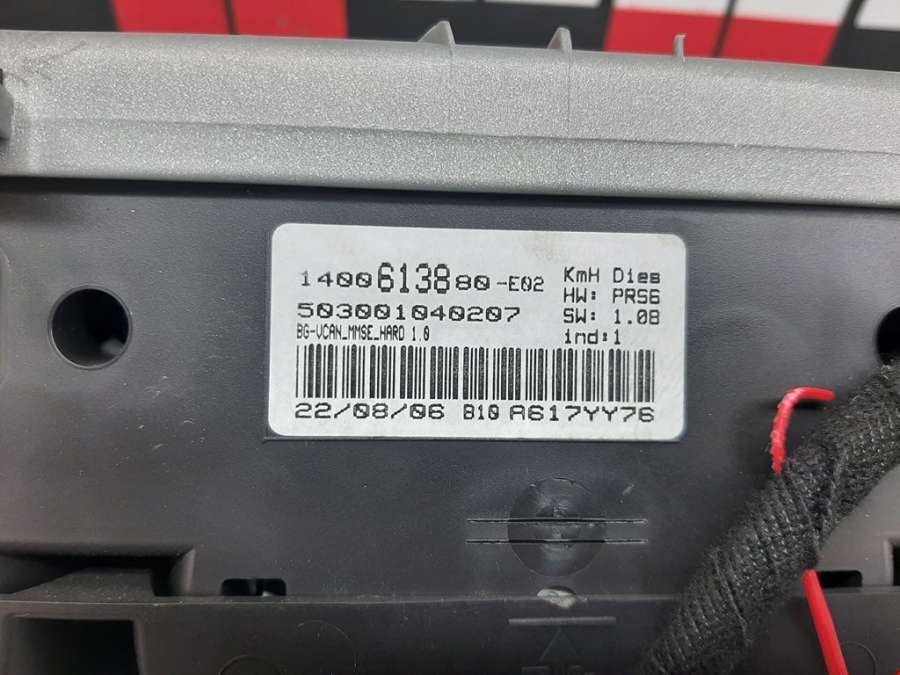 1400613880-E02
503001040207
BG-VCAN_MMSE_HARD 1.0
KmH Dies
HW: PRS6
SW: 1.08
ind:1
22/08/06 B10 A617YY76